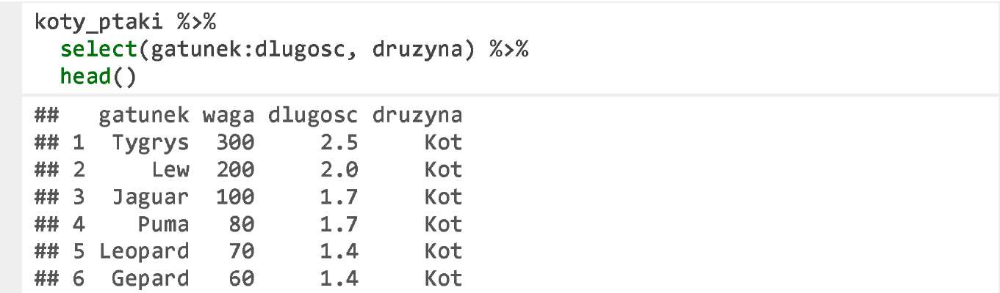 koty_ptaki %>%
  select(gatunek:dlugosc, druzyna) %>%
  head()
##   gatunek waga dlugosc druzyna
## 1  Tygrys  300     2.5     Kot
## 2     Lew  200     2.0     Kot
## 3  Jaguar  100     1.7     Kot
## 4    Puma   80     1.7     Kot
## 5 Leopard   70     1.4     Kot
## 6  Gepard   60     1.4     Kot